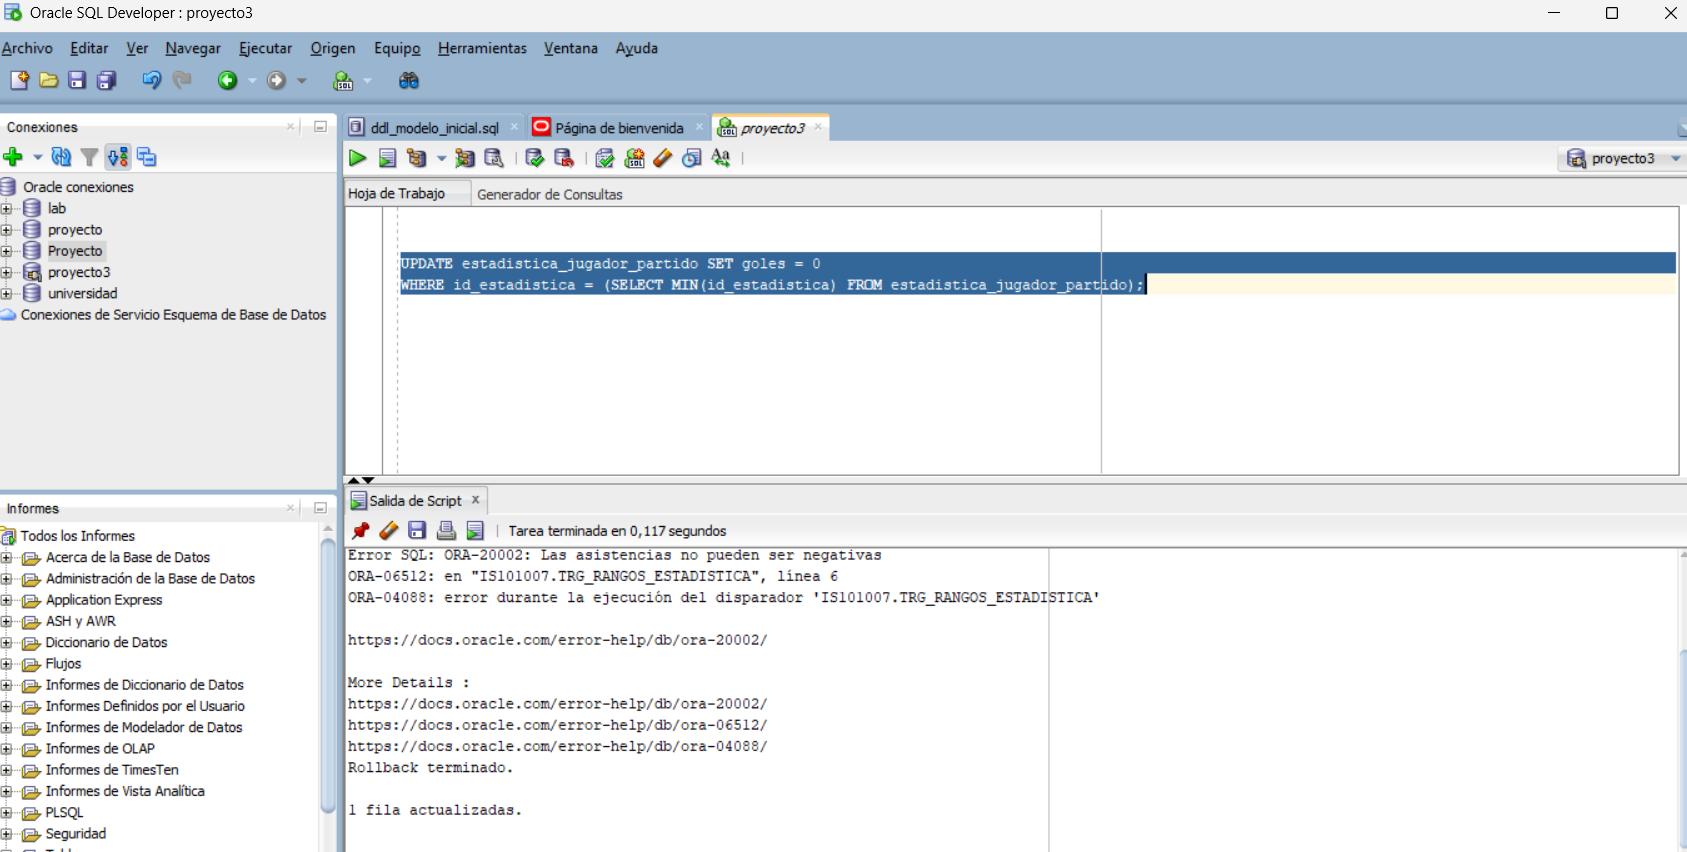 Oracle SQL Developer : proyecto3
Archivo Editar Ver Navegar Ejecutar Origen Equipo Herramientas Ventana Ayuda
Conexiones
Oracle conexiones
lab
proyecto
Proyecto
proyecto3
universidad
Conexiones de Servicio Esquema de Base de Datos
Informes
Todos los Informes
Acerca de la Base de Datos
Administración de la Base de Datos
Application Express
ASH y AWR
Diccionario de Datos
Flujos
Informes de Diccionario de Datos
Informes Definidos por el Usuario
Informes de Modelador de Datos
Informes de OLAP
Informes de TimesTen
Informes de Vista Analítica
PLSQL
Seguridad
ddl_modelo_inicial.sql Página de bienvenida proyecto3
proyecto3
Hoja de Trabajo Generador de Consultas
UPDATE estadistica_jugador_partido SET goles = 0
WHERE id_estadistica = (SELECT MIN(id_estadistica) FROM estadistica_jugador_partido);
Salida de Script
Tarea terminada en 0,117 segundos
Error SQL: ORA-20002: Las asistencias no pueden ser negativas
ORA-06512: en "IS101007.TRG_RANGOS_ESTADISTICA", línea 6
ORA-04088: error durante la ejecución del disparador 'IS101007.TRG_RANGOS_ESTADISTICA'
https://docs.oracle.com/error-help/db/ora-20002/
More Details :
https://docs.oracle.com/error-help/db/ora-20002/
https://docs.oracle.com/error-help/db/ora-06512/
https://docs.oracle.com/error-help/db/ora-04088/
Rollback terminado.
1 fila actualizadas.